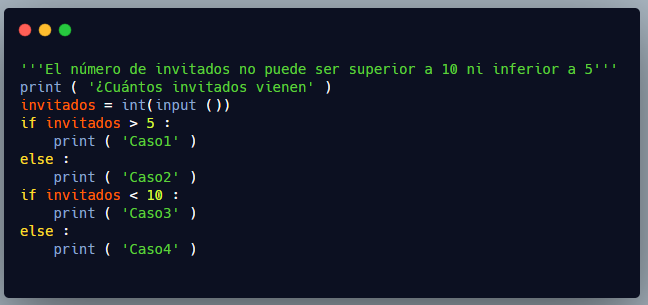 '''El número de invitados no puede ser superior a 10 ni inferior a 5'''
print ( '¿Cuántos invitados vienen' )
invitados = int(input ())
if invitados > 5 :
    print ( 'Caso1' )
else :
    print ( 'Caso2' )
if invitados < 10 :
    print ( 'Caso3' )
else :
    print ( 'Caso4' )